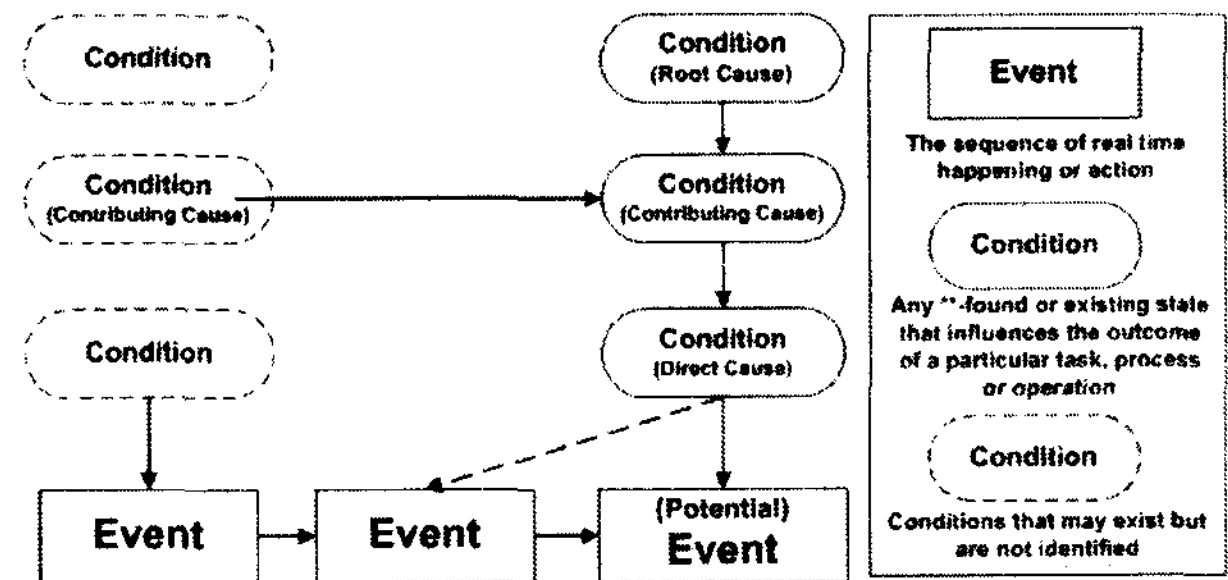 Condition
Condition
(Root Cause)
Condition
(Contributing Cause)
Condition
(Contributing Cause)
Condition
Condition
(Direct Cause)
Event
Event
(Potential)
Event
Event
The sequence of real time
happening or action
Condition
Any **-found or existing state
that influences the outcome
of a particular task, process
or operation
Condition
Conditions that may exist but
are not identified